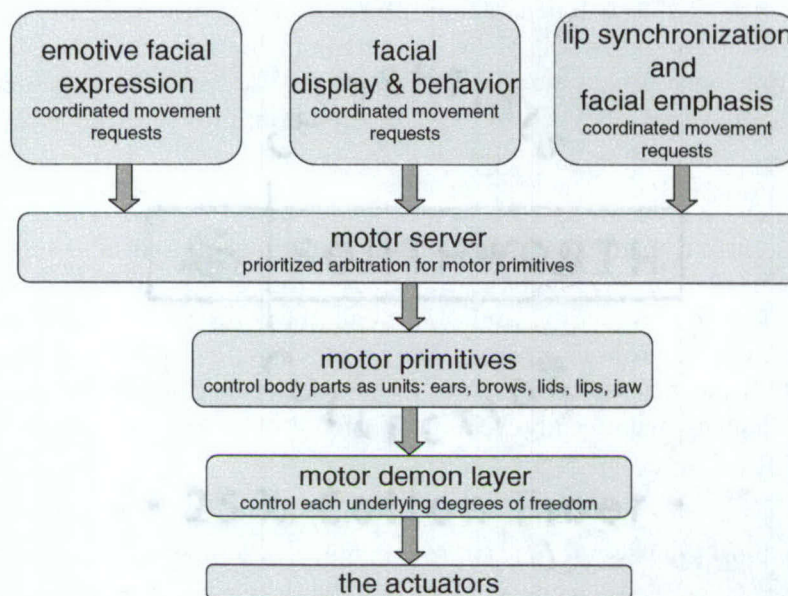 emotive facial
expression
coordinated movement
requests
facial
display & behavior
coordinated movement
requests
lip synchronization
and
facial emphasis
coordinated movement
requests
motor server
prioritized arbitration for motor primitives
motor primitives
control body parts as units: ears, brows, lids, lips, jaw
motor demon layer
control each underlying degrees of freedom
the actuators